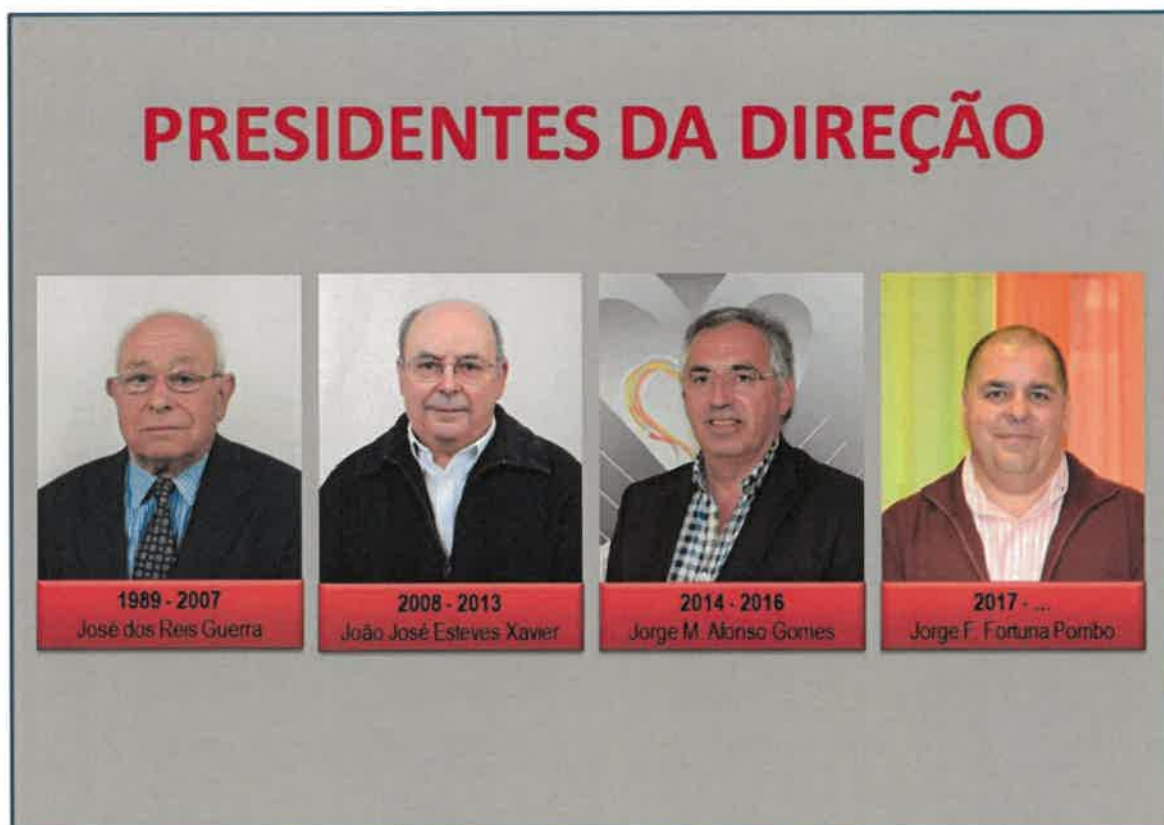 PRESIDENTES DA DIREÇÃO
1989 - 2007
José dos Reis Guerra
2008 - 2013
João José Esteves Xavier
2014 - 2016
Jorge M. Afonso Gomes
2017 - ...
Jorge F. Fortuna Pombo